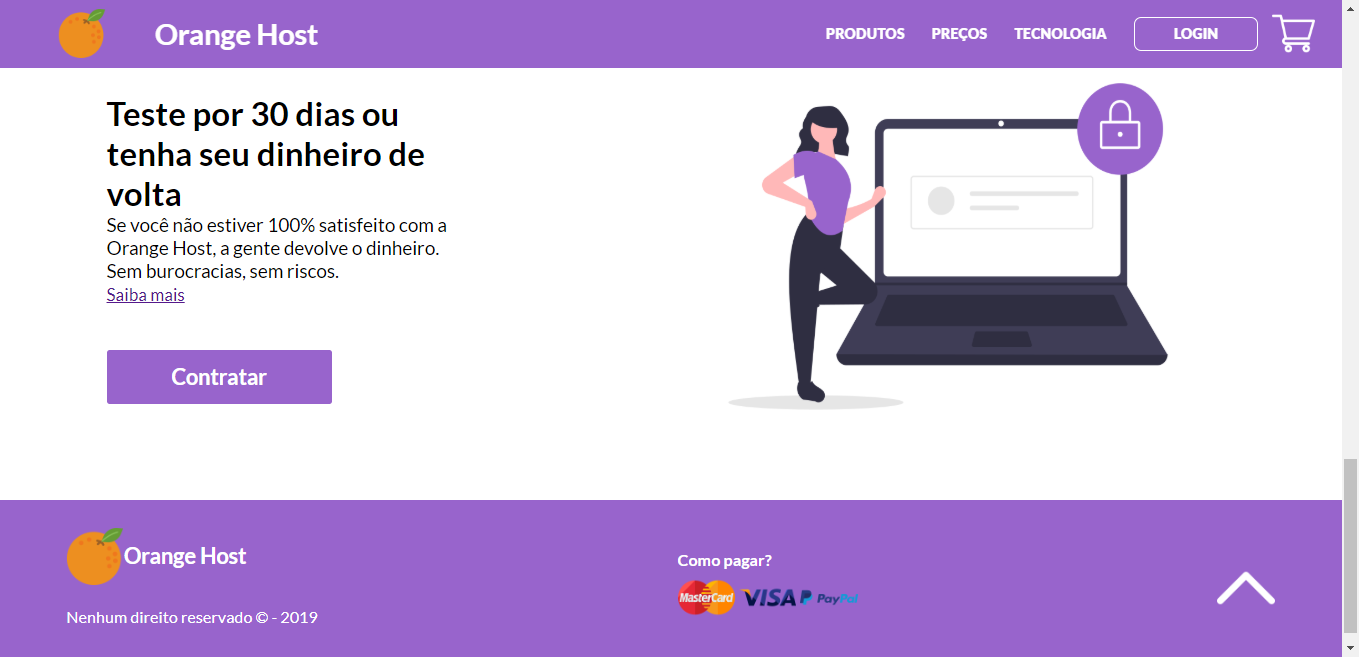 Orange Host
PRODUTOS PREÇOS TECNOLOGIA LOGIN
Teste por 30 dias ou
tenha seu dinheiro de
volta
Se você não estiver 100% satisfeito com a
Orange Host, a gente devolve o dinheiro.
Sem burocracias, sem riscos.
Saiba mais
Contratar
Orange Host
Nenhum direito reservado © - 2019
Como pagar?
MasterCard VISA PayPal